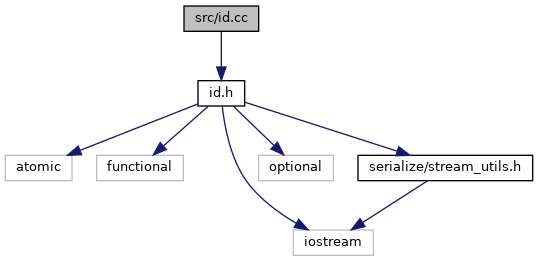 src/id.cc
id.h
atomic
functional
optional
serialize/stream_utils.h
iostream